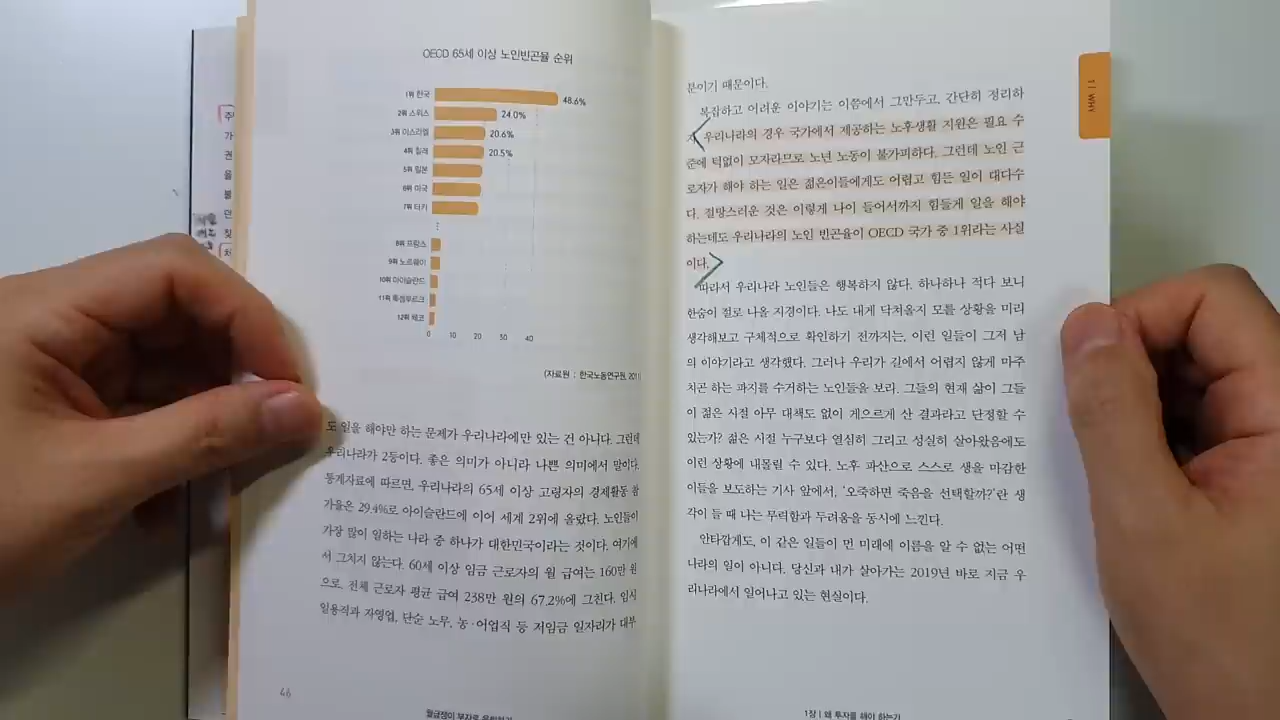 OECD 65세 이상 노인빈곤율 순위
1위 한국 48.6%
2위 스위스 24.0%
3위 이스라엘 20.6%
4위 칠레 20.5%
5위 일본
6위 미국
7위 터키
8위 프랑스
9위 노르웨이
10위 아이슬란드
11위 룩셈부르크
12위 체코
0 10 20 30 40
(자료원 : 한국노동연구원, 2011
도 일을 해야만 하는 문제가 우리나라에만 있는 건 아니다. 그런데
우리나라가 2등이다. 좋은 의미가 아니라 나쁜 의미에서 말이다.
통계자료에 따르면, 우리나라의 65세 이상 고령자의 경제활동 참
가율은 29.4%로 아이슬란드에 이어 세계 2위에 올랐다. 노인들이
가장 많이 일하는 나라 중 하나가 대한민국이라는 것이다. 여기에
서 그치지 않는다. 60세 이상 임금 근로자의 월 급여는 160만 원
으로, 전체 근로자 평균 급여 238만 원의 67.2%에 그친다. 임시
일용직과 자영업, 단순 노무, 농·어업직 등 저임금 일자리가 대부
46
월급쟁이 부자로
1 | WHY
분이기 때문이다.
복잡하고 어려운 이야기는 이쯤에서 그만두고, 간단히 정리하
자. 우리나라의 경우 국가에서 제공하는 노후생활 지원은 필요 수
준에 턱없이 모자라므로 노년 노동이 불가피하다. 그런데 노인 근
로자가 해야 하는 일은 젊은이들에게도 어렵고 힘든 일이 대다수
다. 절망스러운 것은 이렇게 나이 들어서까지 힘들게 일을 해야
하는데도 우리나라의 노인 빈곤율이 OECD 국가 중 1위라는 사실
이다.
따라서 우리나라 노인들은 행복하지 않다. 하나하나 적다 보니
한숨이 절로 나올 지경이다. 나도 내게 닥쳐올지 모를 상황을 미리
생각해보고 구체적으로 확인하기 전까지는, 이런 일들이 그저 남
의 이야기라고 생각했다. 그러나 우리가 길에서 어렵지 않게 마주
치곤 하는 파지를 수거하는 노인들을 보라. 그들의 현재 삶이 그들
이 젊은 시절 아무 대책도 없이 게으르게 산 결과라고 단정할 수
있는가? 젊은 시절 누구보다 열심히 그리고 성실히 살아왔음에도
이런 상황에 내몰릴 수 있다. 노후 파산으로 스스로 생을 마감한
이들을 보도하는 기사 앞에서, '오죽하면 죽음을 선택할까?'란 생
각이 들 때 나는 무력함과 두려움을 동시에 느낀다.
안타깝게도, 이 같은 일들이 먼 미래에 이름을 알 수 없는 어떤
나라의 일이 아니다. 당신과 내가 살아가는 2019년 바로 지금 우
리나라에서 일어나고 있는 현실이다.
1장 | 왜 투자를 해야 하는가